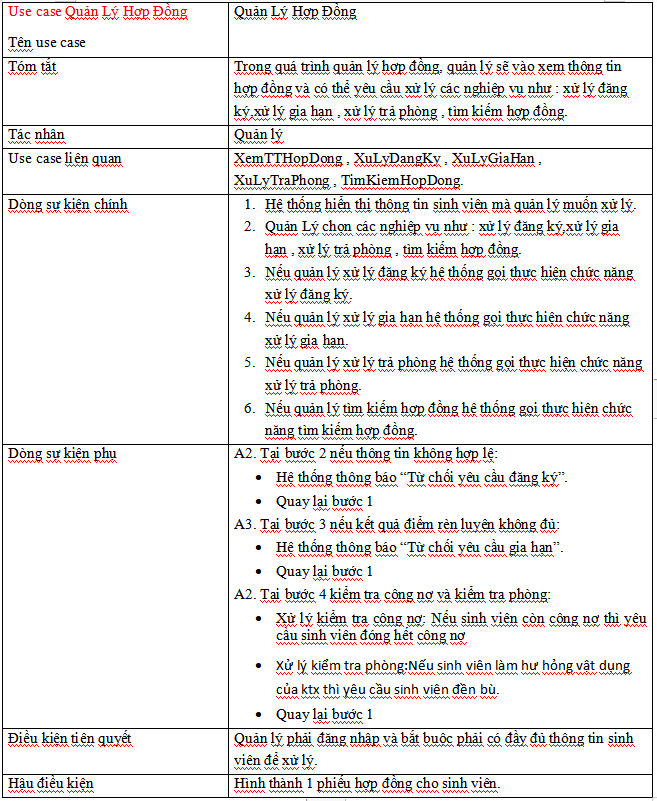 Use case Quản Lý Hợp Đồng
Tên use case
Quản Lý Hợp Đồng
Tóm tắt
Trong quá trình quản lý hợp đồng, quản lý sẽ vào xem thông tin
hợp đồng và có thể yêu cầu xử lý các nghiệp vụ như : xử lý đăng
ký,xử lý gia hạn , xử lý trả phòng , tìm kiếm hợp đồng.
Tác nhân
Quản lý
Use case liên quan
XemTTHopDong , XuLyDangKy , XuLyGiaHan ,
XuLyTraPhong , TimKiemHopDong.
Dòng sự kiện chính
1. Hệ thống hiển thị thông tin sinh viên mà quản lý muốn xử lý.
2. Quản Lý chọn các nghiệp vụ như : xử lý đăng ký,xử lý gia
hạn , xử lý trả phòng , tìm kiếm hợp đồng.
3. Nếu quản lý xử lý đăng ký hệ thống gọi thực hiện chức năng
xử lý đăng ký.
4. Nếu quản lý xử lý gia hạn hệ thống gọi thực hiện chức năng
xử lý gia hạn.
5. Nếu quản lý xử lý trả phòng hệ thống gọi thực hiện chức năng
xử lý trả phòng.
6. Nếu quản lý tìm kiếm hợp đồng hệ thống gọi thực hiện chức
năng tìm kiếm hợp đồng.
Dòng sự kiện phụ
A2. Tại bước 2 nếu thông tin không hợp lệ:
• Hệ thống thông báo “Từ chối yêu cầu đăng ký”.
• Quay lại bước 1
A3. Tại bước 3 nếu kết quả điểm rèn luyện không đủ:
• Hệ thống thông báo “Từ chối yêu cầu gia hạn”.
• Quay lại bước 1
A2. Tại bước 4 kiểm tra công nợ và kiểm tra phòng:
• Xử lý kiểm tra công nợ: Nếu sinh viên còn công nợ thì yêu
cầu sinh viên đóng hết công nợ
• Xử lý kiểm tra phòng:Nếu sinh viên làm hư hỏng vật dụng
của ktx thì yêu cầu sinh viên đền bù.
• Quay lại bước 1
Điều kiện tiên quyết
Quản lý phải đăng nhập và bắt buộc phải có đầy đủ thông tin sinh
viên để xử lý.
Hậu điều kiện
Hình thành 1 phiếu hợp đồng cho sinh viên.